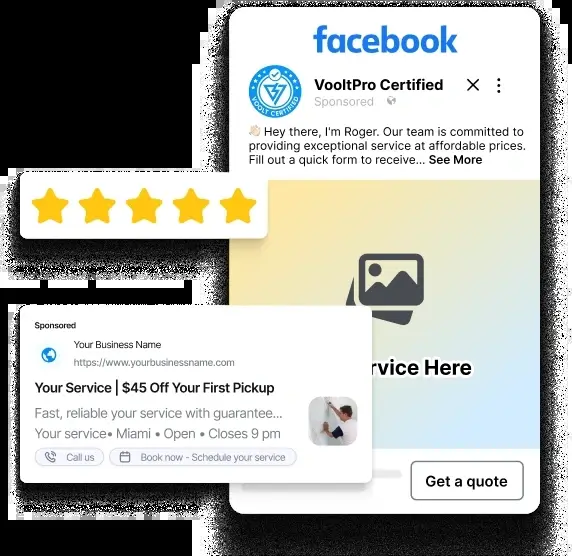 facebook
VooltPro Certified
Sponsored
👋🏻 Hey there, I'm Roger. Our team is committed to
providing exceptional service at affordable prices.
Fill out a quick form to receive... See More
VOOLT CERTIFIED
rvice Here
Get a quote
Sponsored
Your Business Name
https://www.yourbusinessname.com
Your Service | $45 Off Your First Pickup
Fast, reliable your service with guarantee...
Your service• Miami • Open • Closes 9 pm
Call us
Book now - Schedule your service